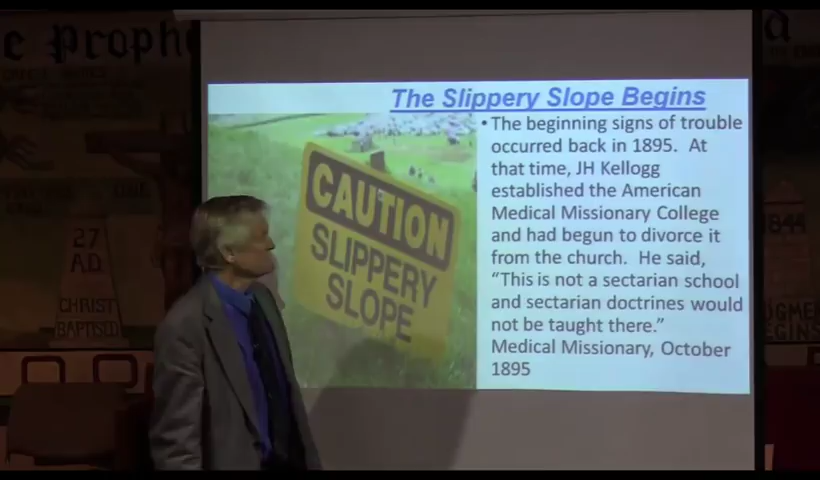 e Proph
The Slippery Slope Begins
CAUTION
SLIPPERY
SLOPE
• The beginning signs of trouble
occurred back in 1895. At
that time, JH Kellogg
established the American
Medical Missionary College
and had begun to divorce it
from the church. He said,
“This is not a sectarian school
and sectarian doctrines would
not be taught there.”
Medical Missionary, October
1895
27
A.D.
CHRIST
BAPTISED
1844